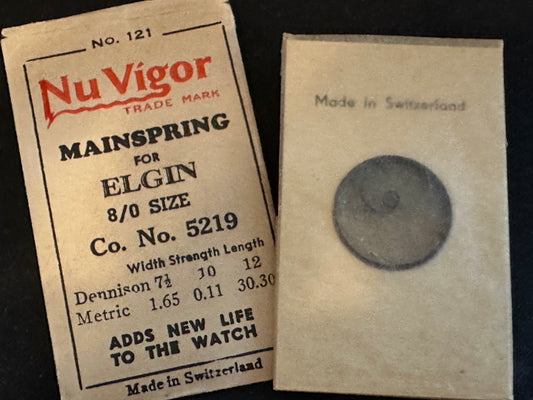 No. 121
Nu Vigor
TRADE MARK
MAINSPRING
FOR
ELGIN
8/0 SIZE
Co. No. 5219
Width Strength Length
Dennison 7½ 10 12
Metric 1.65 0.11 30.30
ADDS NEW LIFE
TO THE WATCH
Made in Switzerland
Made in Switzerland